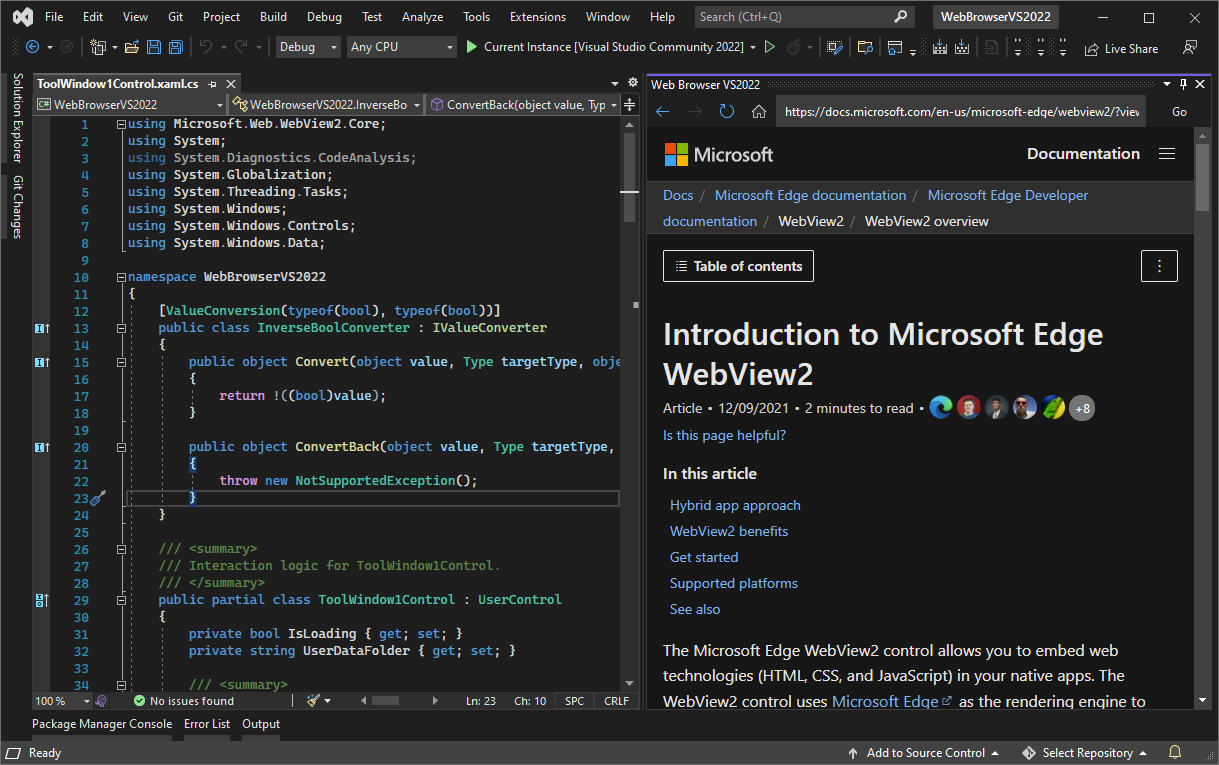 File Edit View Git Project Build Debug Test Analyze Tools Extensions Window Help Search (Ctrl+Q) WebBrowserVS2022
Debug Any CPU Current Instance [Visual Studio Community 2022] Live Share
Solution Explorer
Git Changes
ToolWindow1Control.xaml.cs
WebBrowserVS2022 WebBrowserVS2022.InverseBo ConvertBack(object value, Typ
1 using Microsoft.Web.WebView2.Core;
2 using System;
3 using System.Diagnostics.CodeAnalysis;
4 using System.Globalization;
5 using System.Threading.Tasks;
6 using System.Windows;
7 using System.Windows.Controls;
8 using System.Windows.Data;
9
10 namespace WebBrowserVS2022
11 {
12 [ValueConversion(typeof(bool), typeof(bool))]
13 public class InverseBoolConverter : IValueConverter
14 {
15 public object Convert(object value, Type targetType, obje
16 {
17 return !((bool)value);
18 }
19
20 public object ConvertBack(object value, Type targetType,
21 {
22 throw new NotSupportedException();
23 }
24 }
25
26 /// <summary>
27 /// Interaction logic for ToolWindow1Control.
28 /// </summary>
29 public partial class ToolWindow1Control : UserControl
30 {
31 private bool IsLoading { get; set; }
32 private string UserDataFolder { get; set; }
33
34 /// <summary>
100 % No issues found Ln: 23 Ch: 10 SPC CRLF
Web Browser VS2022
https://docs.microsoft.com/en-us/microsoft-edge/webview2/?view Go
Microsoft Documentation
Docs / Microsoft Edge documentation / Microsoft Edge Developer
documentation / WebView2 / WebView2 overview
Table of contents
Introduction to Microsoft Edge
WebView2
Article • 12/09/2021 • 2 minutes to read • +8
Is this page helpful?
In this article
Hybrid app approach
WebView2 benefits
Get started
Supported platforms
See also
The Microsoft Edge WebView2 control allows you to embed web
technologies (HTML, CSS, and JavaScript) in your native apps. The
WebView2 control uses Microsoft Edge as the rendering engine to
Package Manager Console Error List Output
Ready Add to Source Control Select Repository